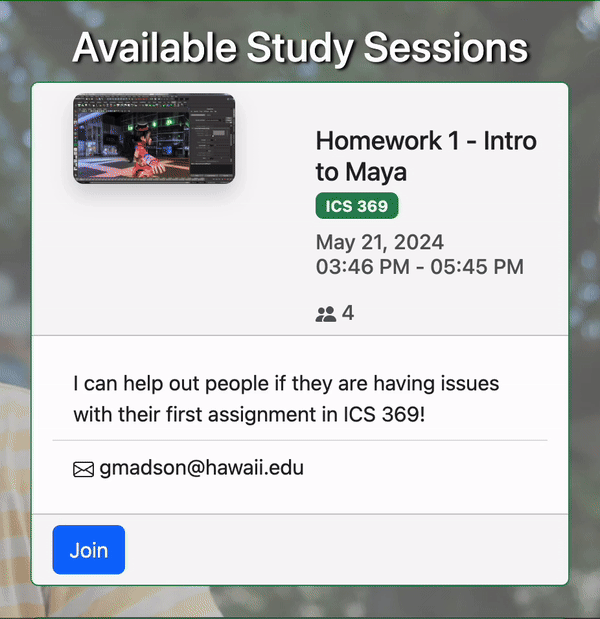 Available Study Sessions
Homework 1 - Intro
to Maya
ICS 369
May 21, 2024
03:46 PM - 05:45 PM
4
I can help out people if they are having issues
with their first assignment in ICS 369!
gmadson@hawaii.edu
Join